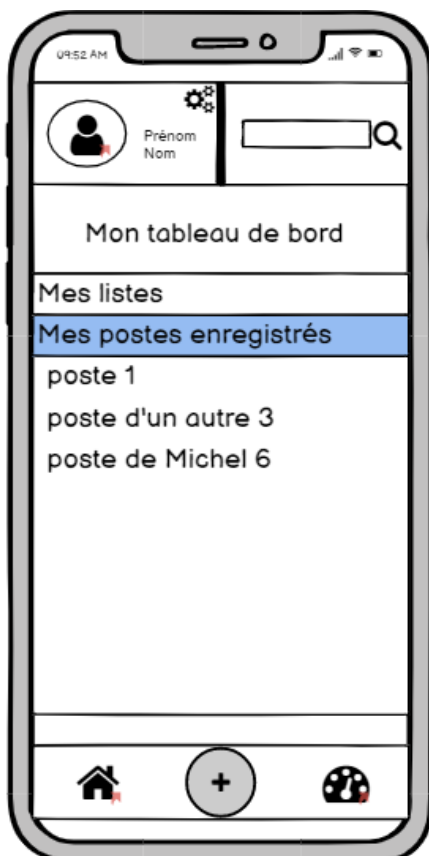 09:52 AM
Prénom
Nom
Mon tableau de bord
Mes listes
Mes postes enregistrés
poste 1
poste d'un autre 3
poste de Michel 6
+